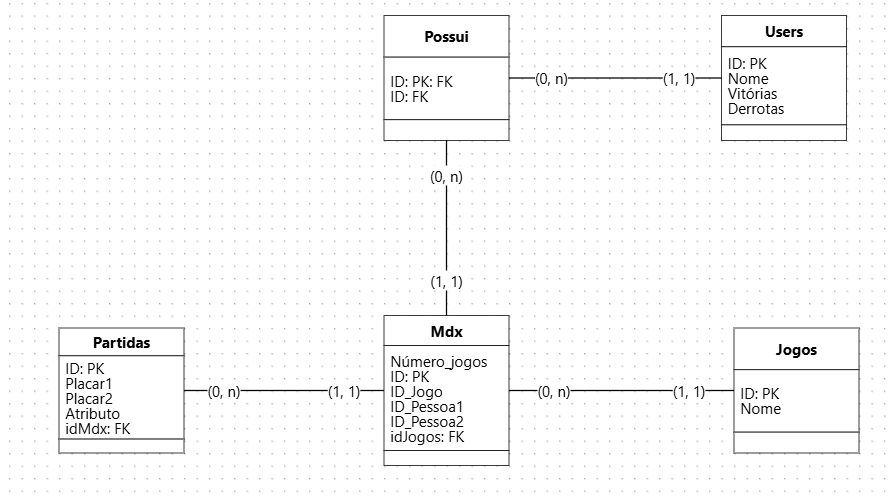 Possui
ID: PK: FK
ID: FK
(0, n)
(1, 1)
Users
ID: PK
Nome
Vitórias
Derrotas
(0, n)
(1, 1)
Partidas
ID: PK
Placar1
Placar2
Atributo
idMdx: FK
(0, n)
(1, 1)
Mdx
Número_jogos
ID: PK
ID_Jogo
ID_Pessoa1
ID_Pessoa2
idJogos: FK
(0, n)
(1, 1)
Jogos
ID: PK
Nome